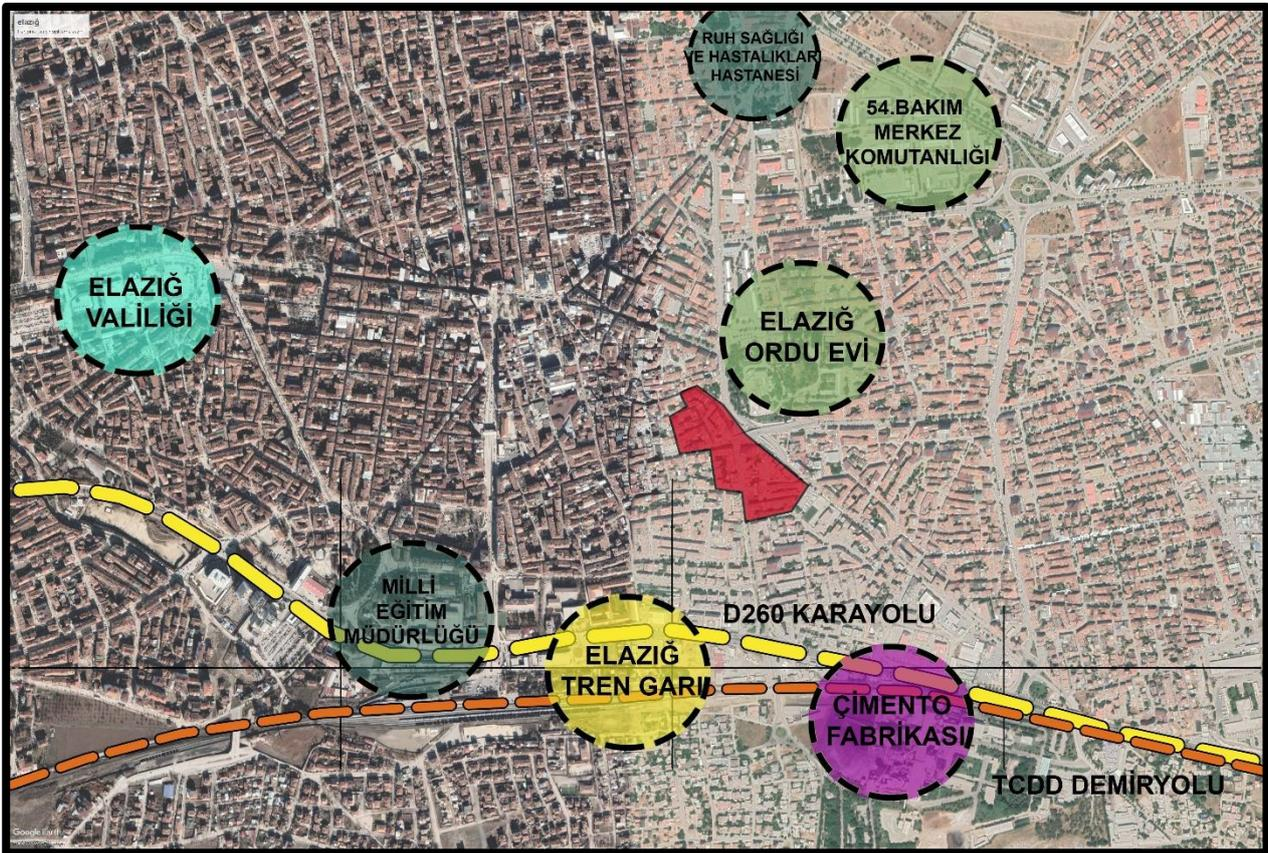 elazığ
RUH SAĞLIĞI
VE HASTALIKLARI
HASTANESİ
54.BAKIM
MERKEZ
KOMUTANLIĞI
ELAZIĞ
VALİLİĞİ
ELAZIĞ
ORDU EVİ
MİLLİ
EĞİTİM
MÜDÜRLÜĞÜ
D260 KARAYOLU
ELAZIĞ
TREN GARI
ÇİMENTO
FABRİKASI
TCDD DEMİRYOLU
Google Earth